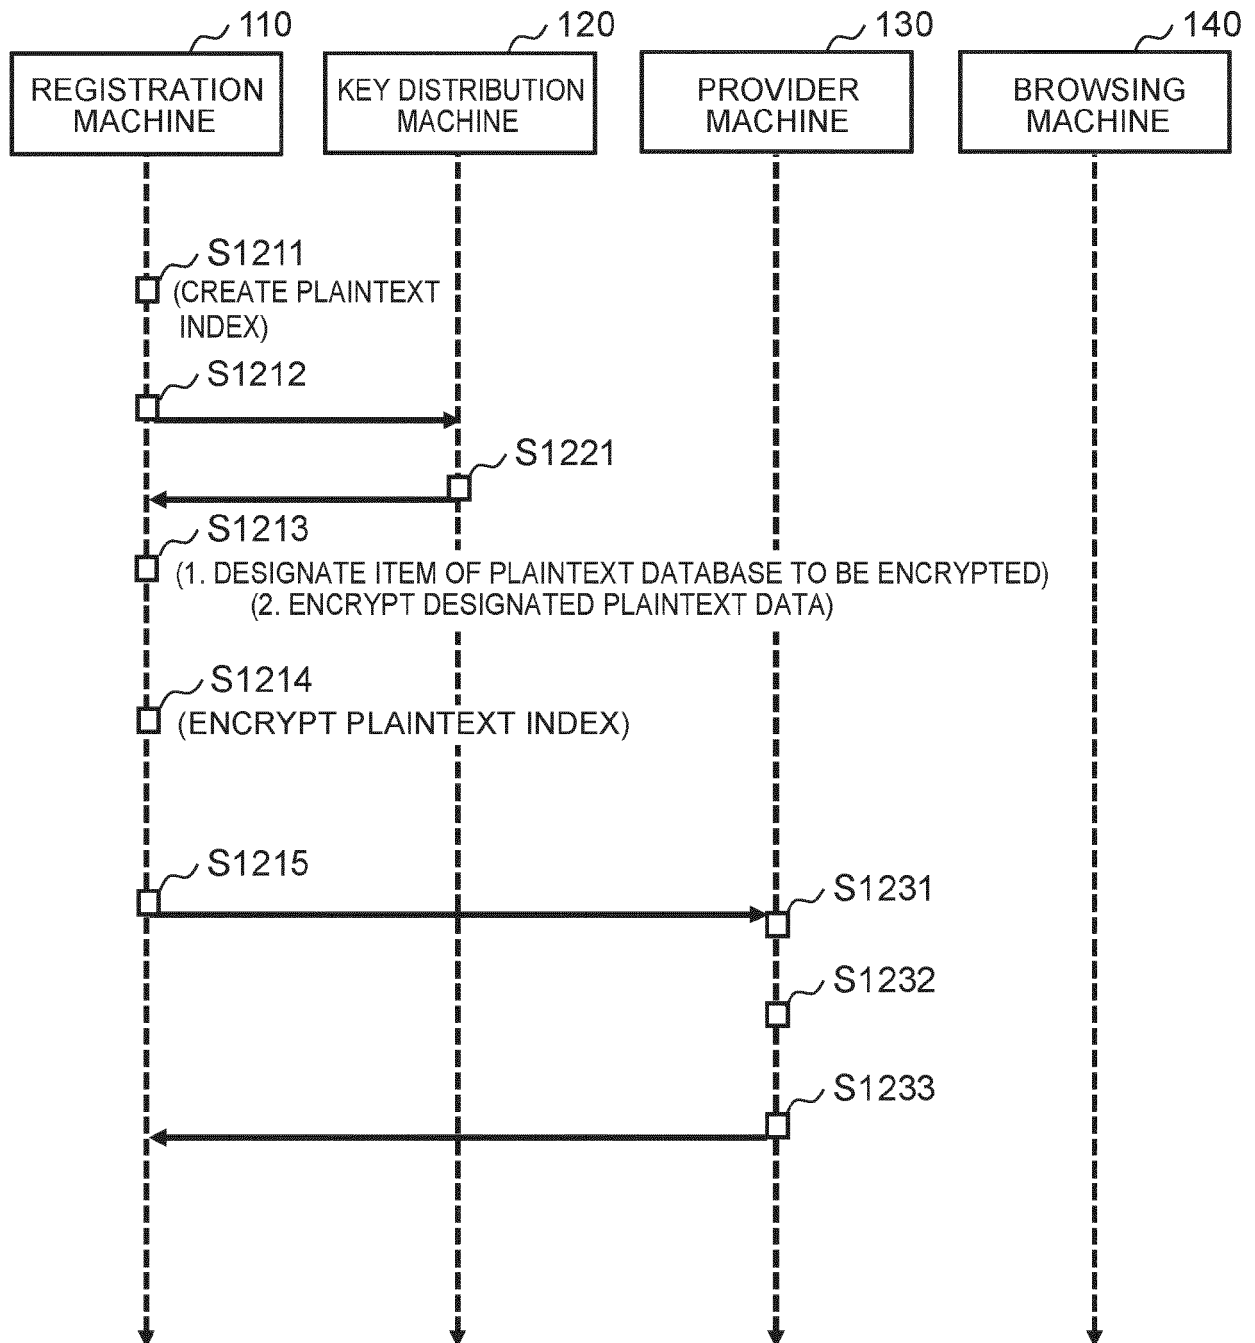 110
120
130
140
REGISTRATION
MACHINE
KEY DISTRIBUTION
MACHINE
PROVIDER
MACHINE
BROWSING
MACHINE
S1211
(CREATE PLAINTEXT
INDEX)
S1212
S1221
S1213
(1. DESIGNATE ITEM OF PLAINTEXT DATABASE TO BE ENCRYPTED)
(2. ENCRYPT DESIGNATED PLAINTEXT DATA)
S1214
(ENCRYPT PLAINTEXT INDEX)
S1215
S1231
S1232
S1233